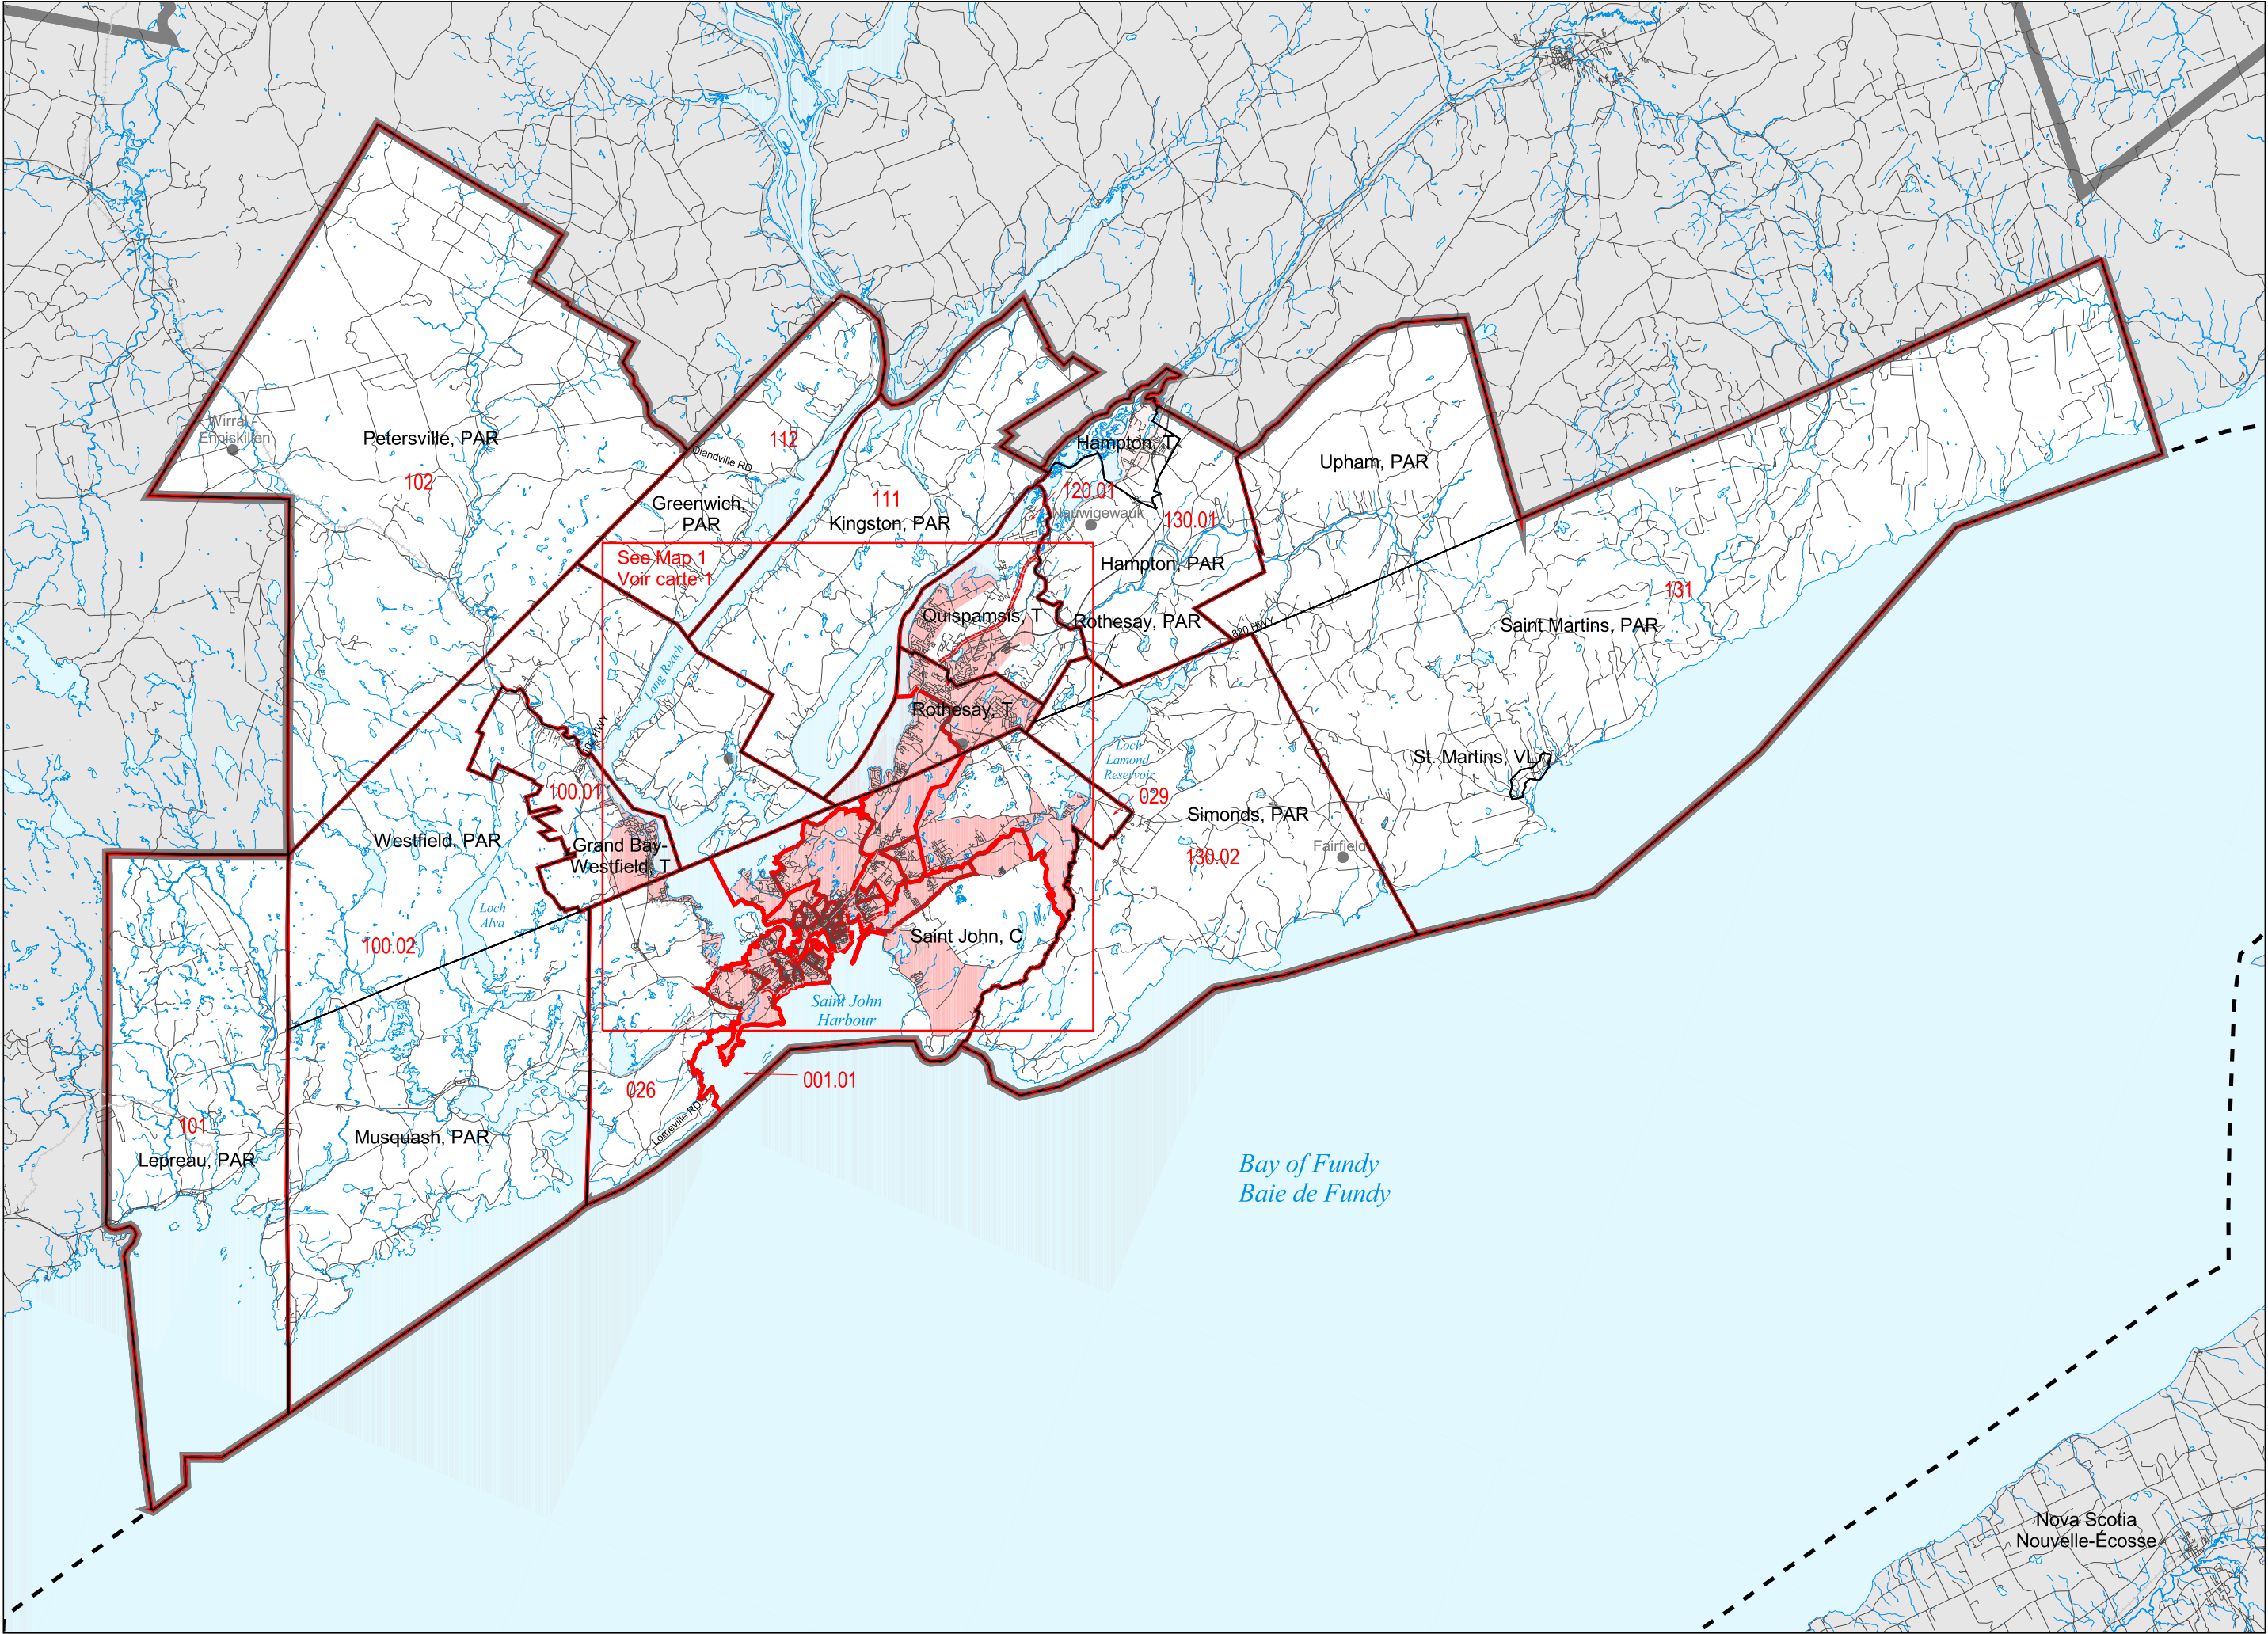 Wirral -
Enniskillen
Petersville, PAR
102
112
Olandville RD
Greenwich,
PAR
111
Kingston, PAR
Hampton, T
120.01
Nauwigewauk
130.01
Hampton, PAR
Upham, PAR
See Map 1
Voir carte 1
Quispamsis, T
Rothesay, PAR
820 HWY
131
Saint Martins, PAR
Long Reach
Rothesay, T
102 HWY
Loch
Lamond
Reservoir
029
St. Martins, VL
100.01
Westfield, PAR
Grand Bay-
Westfield, T
Simonds, PAR
130.02
Fairfield
Loch
Alva
100.02
Saint John, C
Saint John
Harbour
001.01
026
Lorneville RD
101
Lepreau, PAR
Musquash, PAR
Bay of Fundy
Baie de Fundy
Nova Scotia
Nouvelle-Écosse